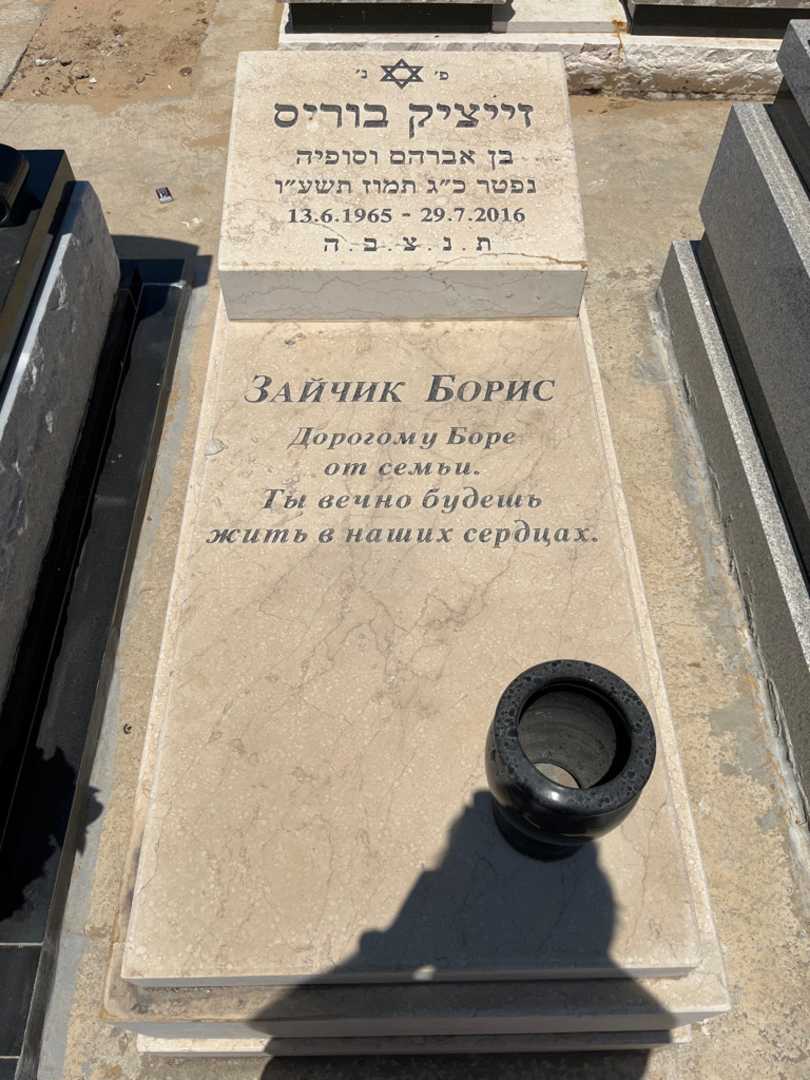 פ׳ נ׳
זייציק בוריס
בן אברהם וסופיה
נפטר כ״ג תמוז תשע״ו
13.6.1965 - 29.7.2016
ת.נ.צ.ב.ה
Зайчик Борис
Дорогому Боре
от семьи.
Ты вечно будешь
жить в наших сердцах.